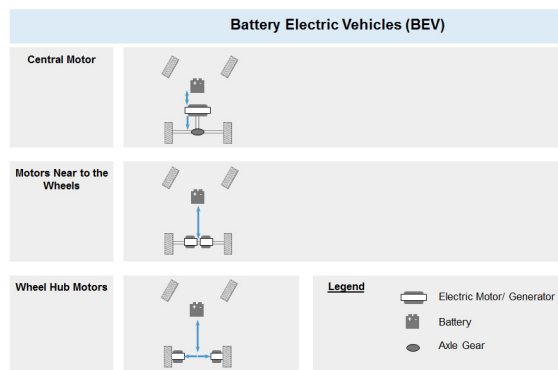 Battery Electric Vehicles (BEV)
Central Motor
Motors Near to the
Wheels
Wheel Hub Motors
Legend
Electric Motor/ Generator
Battery
Axle Gear